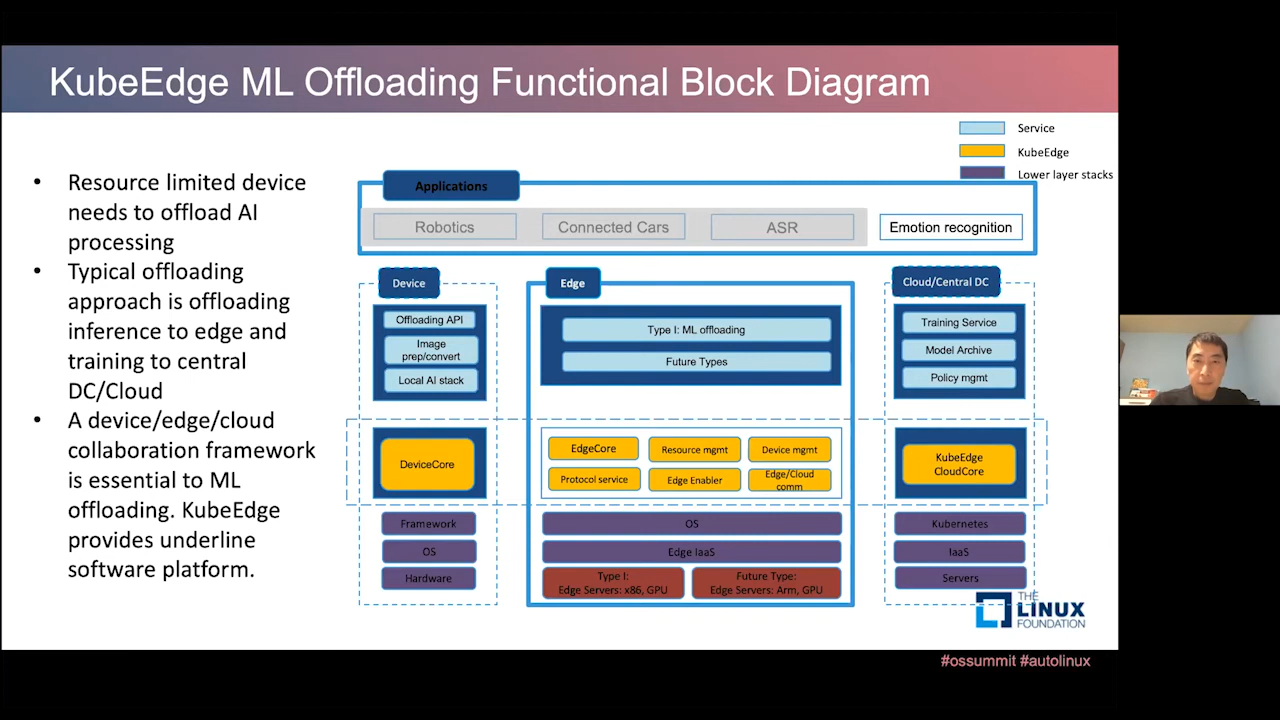 KubeEdge ML Offloading Functional Block Diagram
Service
KubeEdge
Lower layer stacks
• Resource limited device
needs to offload AI
processing
• Typical offloading
approach is offloading
inference to edge and
training to central
DC/Cloud
• A device/edge/cloud
collaboration framework
is essential to ML
offloading. KubeEdge
provides underline
software platform.
Applications
Robotics
Connected Cars
ASR
Emotion recognition
Device
Offloading API
Image
prep/convert
Local AI stack
DeviceCore
Framework
OS
Hardware
Edge
Type I: ML offloading
Future Types
EdgeCore
Resource mgmt
Device mgmt
Protocol service
Edge Enabler
Edge/Cloud
comm
OS
Edge IaaS
Type I:
Edge Servers: x86, GPU
Future Type:
Edge Servers: Arm, GPU
Cloud/Central DC
Training Service
Model Archive
Policy mgmt
KubeEdge
CloudCore
Kubernetes
IaaS
Servers
THE
LINUX
FOUNDATION
#ossummit #autolinux